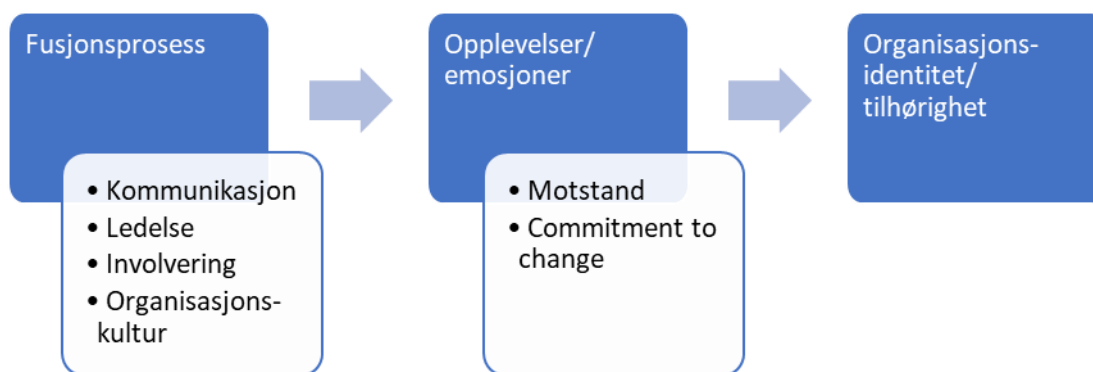 Fusjonsprosess
• Kommunikasjon
• Ledelse
• Involvering
• Organisasjons-
kultur
Opplevelser/
emosjoner
• Motstand
• Commitment to
change
Organisasjons-
identitet/
tilhørighet